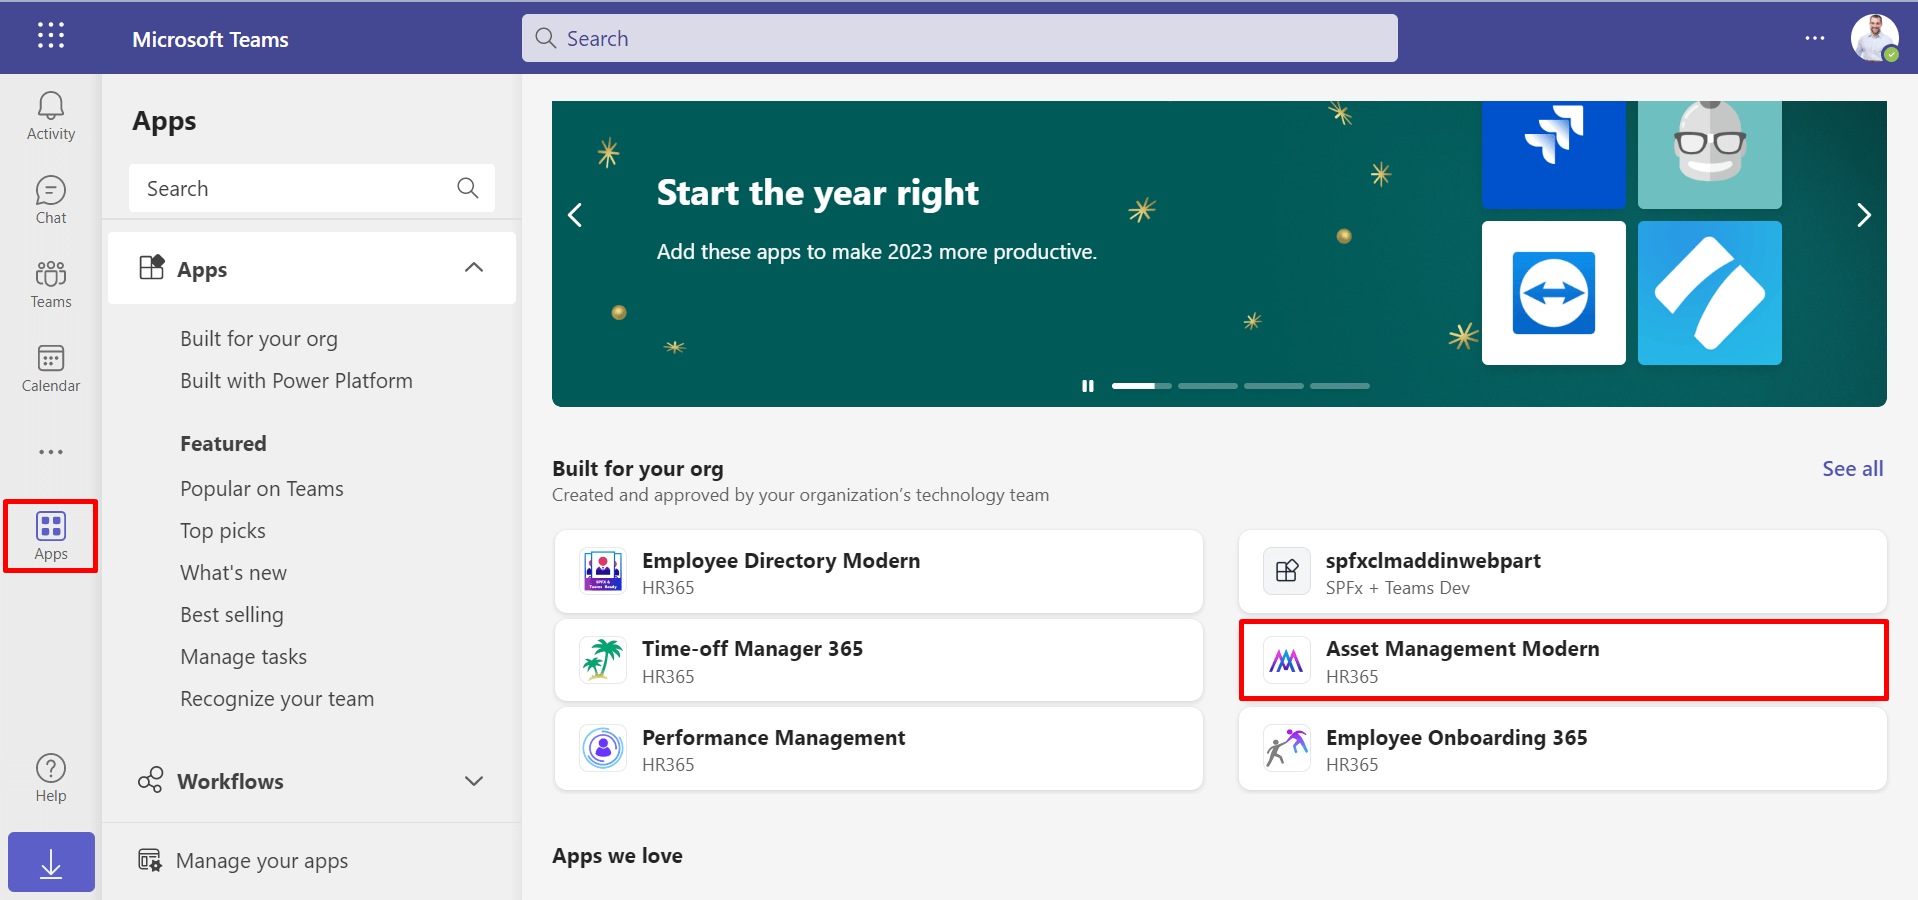 Microsoft Teams
Search
Activity
Chat
Teams
Calendar
Apps
Help
Apps
Search
Apps
Built for your org
Built with Power Platform
Featured
Popular on Teams
Top picks
What's new
Best selling
Manage tasks
Recognize your team
Workflows
Manage your apps
Start the year right
Add these apps to make 2023 more productive.
Built for your org
See all
Created and approved by your organization’s technology team
Employee Directory Modern
HR365
spfxclmaddinwebpart
SPFx + Teams Dev
Time-off Manager 365
HR365
Asset Management Modern
HR365
Performance Management
HR365
Employee Onboarding 365
HR365
Apps we love